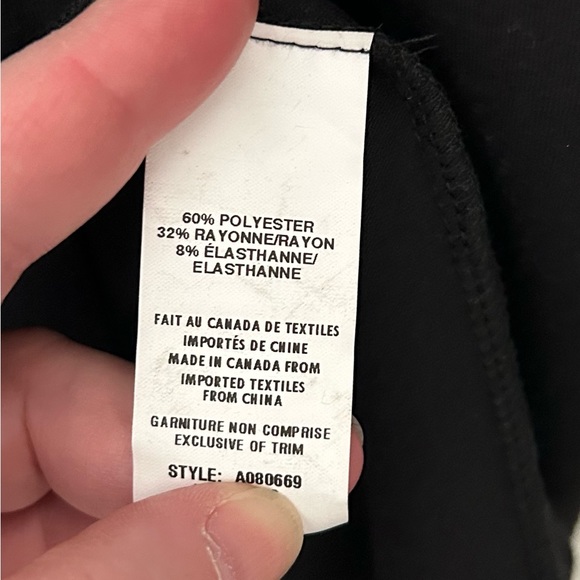 60% POLYESTER
32% RAYONNE/RAYON
8% ÉLASTHANNE/
ELASTHANNE
FAIT AU CANADA DE TEXTILES
IMPORTÉS DE CHINE
MADE IN CANADA FROM
IMPORTED TEXTILES
FROM CHINA
GARNITURE NON COMPRISE
EXCLUSIVE OF TRIM
STYLE: A080669